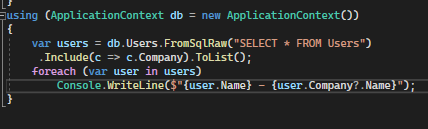 }
using (ApplicationContext db = new ApplicationContext())
{
var users = db.Users.FromSqlRaw("SELECT * FROM Users")
.Include(c => c.Company).ToList();
foreach (var user in users)
Console.WriteLine($"{user.Name} - {user.Company?.Name}");
}